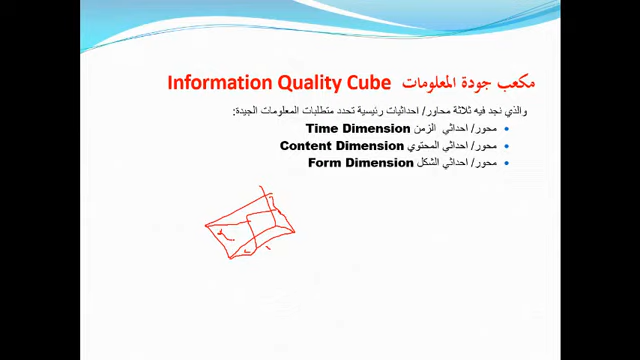 مكعب جودة المعلومات Information Quality Cube
والذي نجد فيه ثلاثة محاور/ احداثيات رئيسية تحدد متطلبات المعلومات الجيدة:
• محور/ احداثي الزمن Time Dimension
• محور/ احداثي المحتوي Content Dimension
• محور/ احداثي الشكل Form Dimension